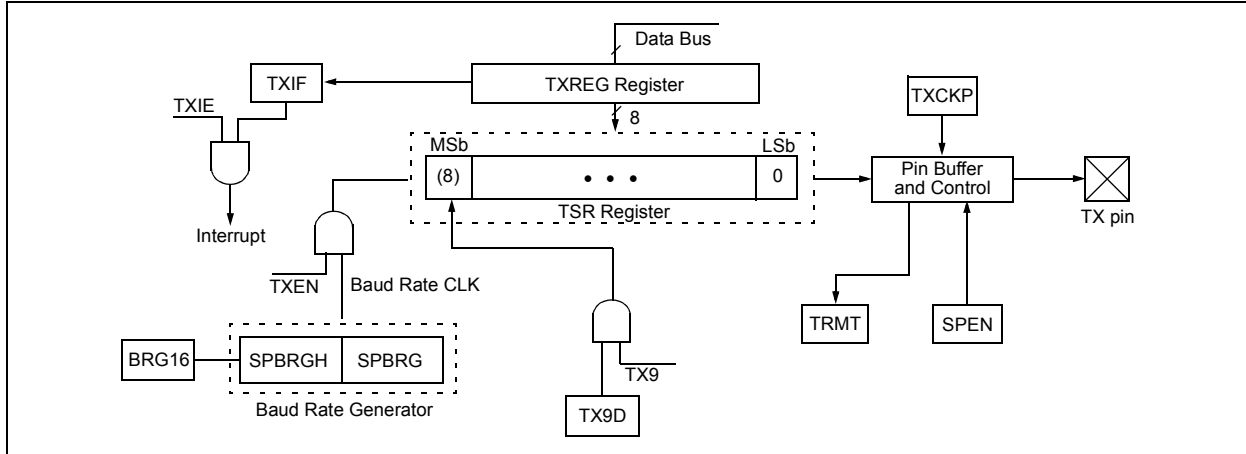 Data Bus
TXIF
TXREG Register
TXIE
8
TXCKP
MSb
LSb
(8)
• • •
0
Pin Buffer
and Control
TSR Register
TX pin
Interrupt
TXEN
Baud Rate CLK
TRMT
SPEN
BRG16
SPBRGH
SPBRG
TX9
Baud Rate Generator
TX9D